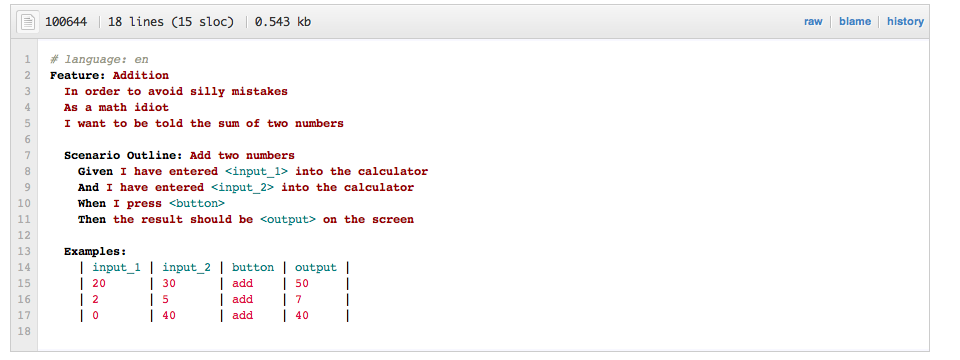 100644 | 18 lines (15 sloc) | 0.543 kb raw | blame | history
1 # language: en
2 Feature: Addition
3 In order to avoid silly mistakes
4 As a math idiot
5 I want to be told the sum of two numbers
6
7 Scenario Outline: Add two numbers
8 Given I have entered <input_1> into the calculator
9 And I have entered <input_2> into the calculator
10 When I press <button>
11 Then the result should be <output> on the screen
12
13 Examples:
14 | input_1 | input_2 | button | output |
15 | 20 | 30 | add | 50 |
16 | 2 | 5 | add | 7 |
17 | 0 | 40 | add | 40 |
18